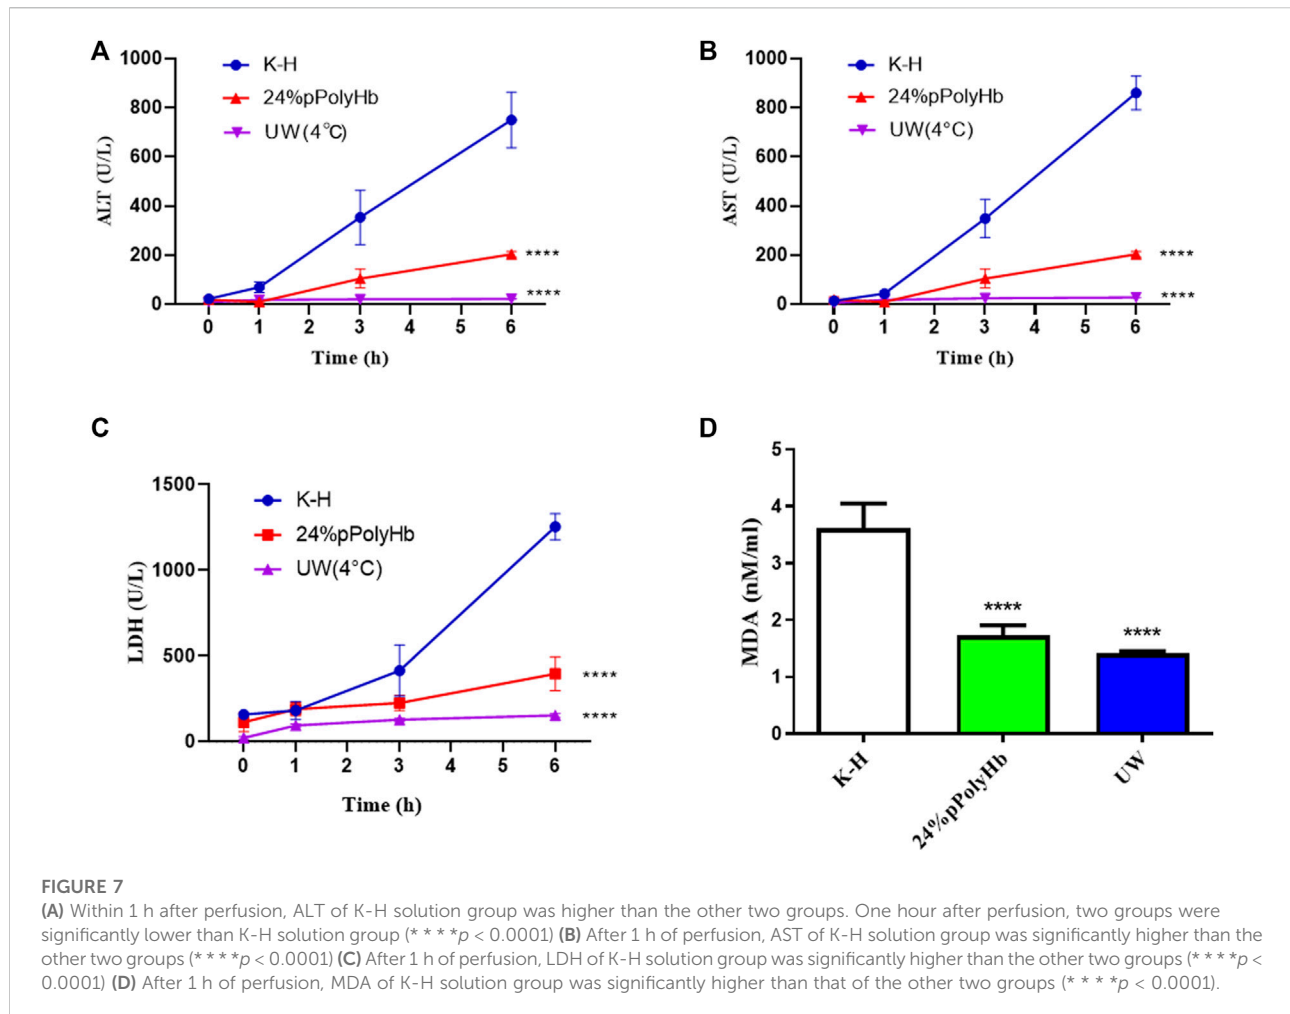 A
1000
800
600
400
200
0
ALT (U/L)
K-H
24%pPolyHb
UW(4℃)
****
****
0 1 2 3 4 5 6
Time (h)
B
1000
800
600
400
200
0
AST (U/L)
K-H
24%pPolyHb
UW(4°C)
****
****
0 1 2 3 4 5 6
Time (h)
C
1500
1000
500
0
LDH (U/L)
K-H
24%pPolyHb
UW(4°C)
****
****
0 1 2 3 4 5 6
Time (h)
D
5
4
3
2
1
0
MDA (nM/ml)
****
****
K-H
24%pPolyHb
UW
FIGURE 7
(A) Within 1 h after perfusion, ALT of K-H solution group was higher than the other two groups. One hour after perfusion, two groups were
significantly lower than K-H solution group (* * * *p < 0.0001) (B) After 1 h of perfusion, AST of K-H solution group was significantly higher than the
other two groups (* * * *p < 0.0001) (C) After 1 h of perfusion, LDH of K-H solution group was significantly higher than the other two groups (* * * *p <
0.0001) (D) After 1 h of perfusion, MDA of K-H solution group was significantly higher than that of the other two groups (* * * *p < 0.0001).